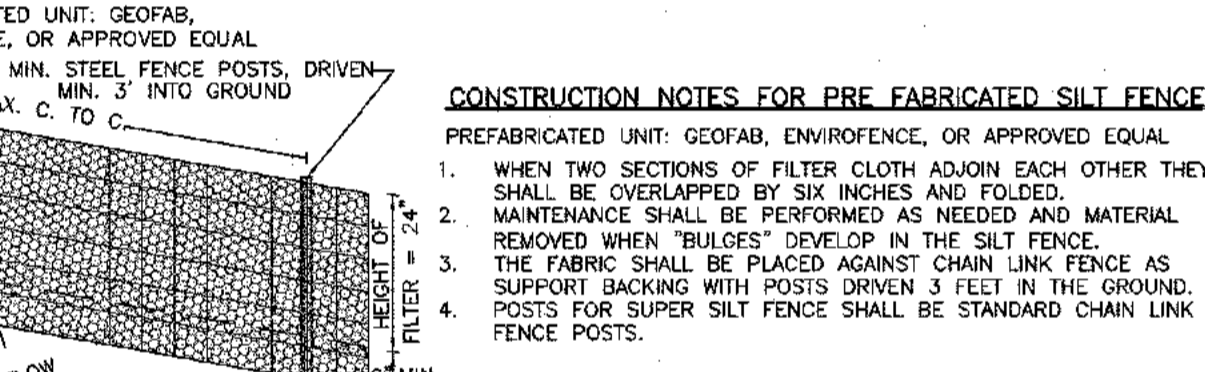 UNIT: GEOFAB,
OR APPROVED EQUAL
MIN. STEEL FENCE POSTS, DRIVEN
MIN. 3' INTO GROUND
C. TO C.
HEIGHT OF
FILTER = 24"
MIN.
CONSTRUCTION NOTES FOR PRE FABRICATED SILT FENCE
PREFABRICATED UNIT: GEOFAB, ENVIROFENCE, OR APPROVED EQUAL
1. WHEN TWO SECTIONS OF FILTER CLOTH ADJOIN EACH OTHER THEY
SHALL BE OVERLAPPED BY SIX INCHES AND FOLDED.
2. MAINTENANCE SHALL BE PERFORMED AS NEEDED AND MATERIAL
REMOVED WHEN "BULGES" DEVELOP IN THE SILT FENCE.
3. THE FABRIC SHALL BE PLACED AGAINST CHAIN LINK FENCE AS
SUPPORT BACKING WITH POSTS DRIVEN 3 FEET IN THE GROUND.
4. POSTS FOR SUPER SILT FENCE SHALL BE STANDARD CHAIN LINK
FENCE POSTS.